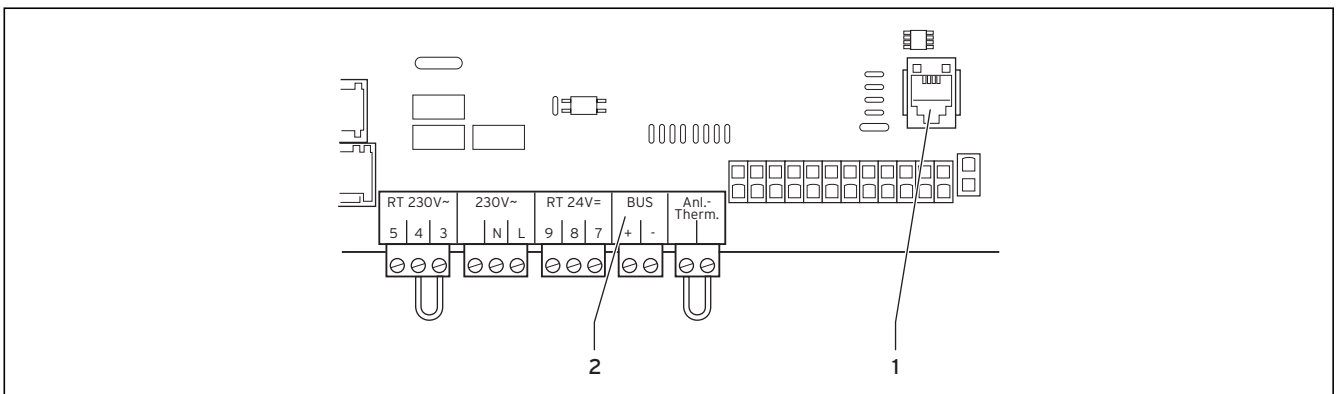 RT 230V~ 230V~ RT 24V= BUS Anl.-
Therm.
5 4 3 N L 9 8 7 + -
2 1